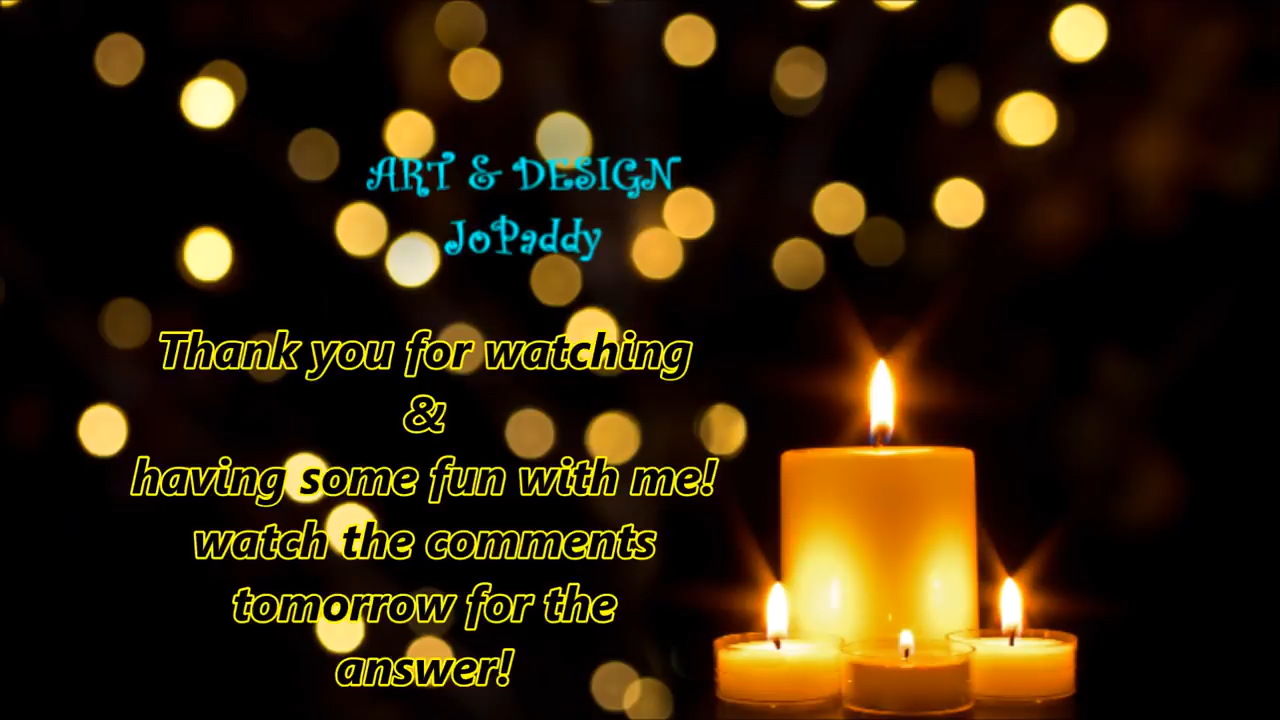 ART & DESIGN
JoPaddy
Thank you for watching
&
having some fun with me!
watch the comments
tomorrow for the
answer!